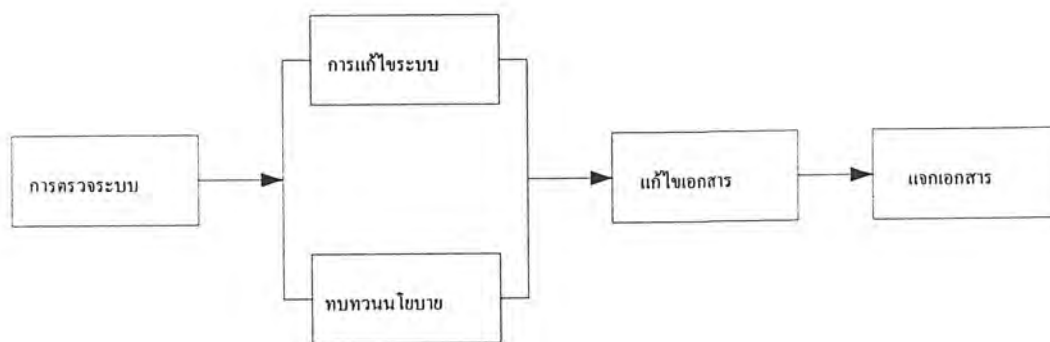 การแก้ไขระบบ
การตรวจระบบ
แก้ไขเอกสาร
แจกเอกสาร
ทบทวนนโยบาย